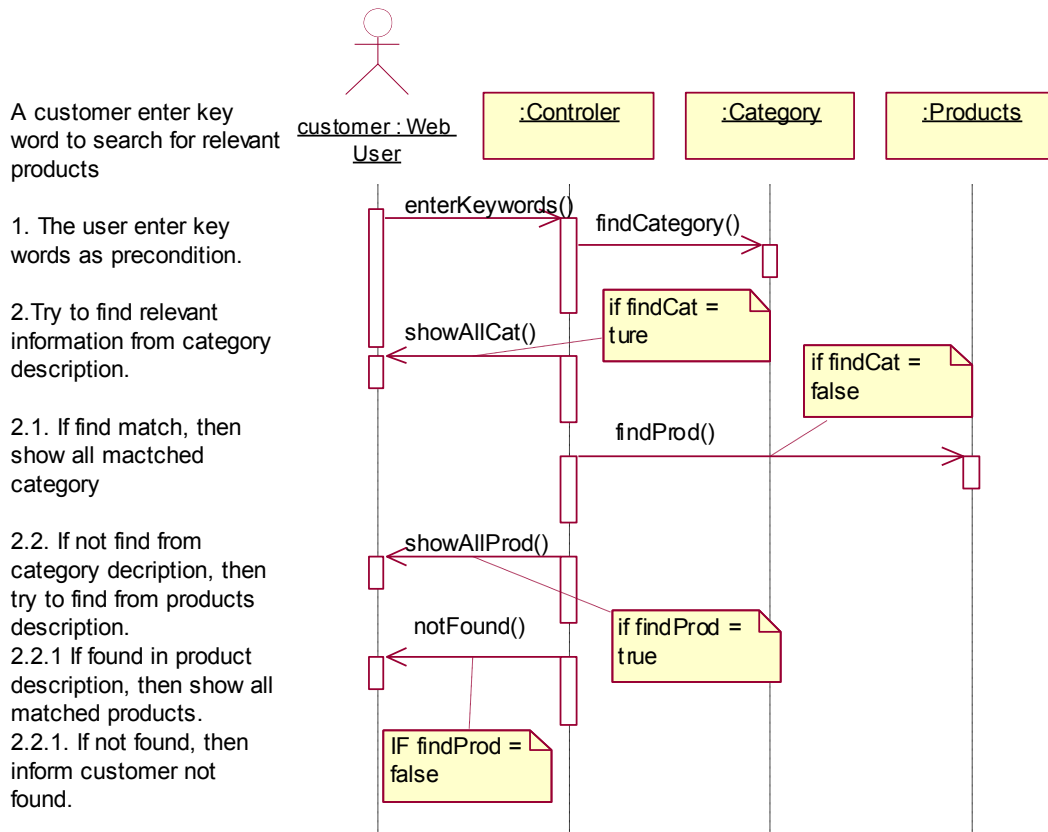 A customer enter key
word to search for relevant
products
1. The user enter key
words as precondition.
2.Try to find relevant
information from category
description.
2.1. If find match, then
show all mactched
category
2.2. If not find from
category decription, then
try to find from products
description.
2.2.1 If found in product
description, then show all
matched products.
2.2.1. If not found, then
inform customer not
found.
customer : Web
User
:Controler
:Category
:Products
enterKeywords()
findCategory()
if findCat =
ture
showAllCat()
if findCat =
false
findProd()
showAllProd()
if findProd =
true
notFound()
IF findProd =
false